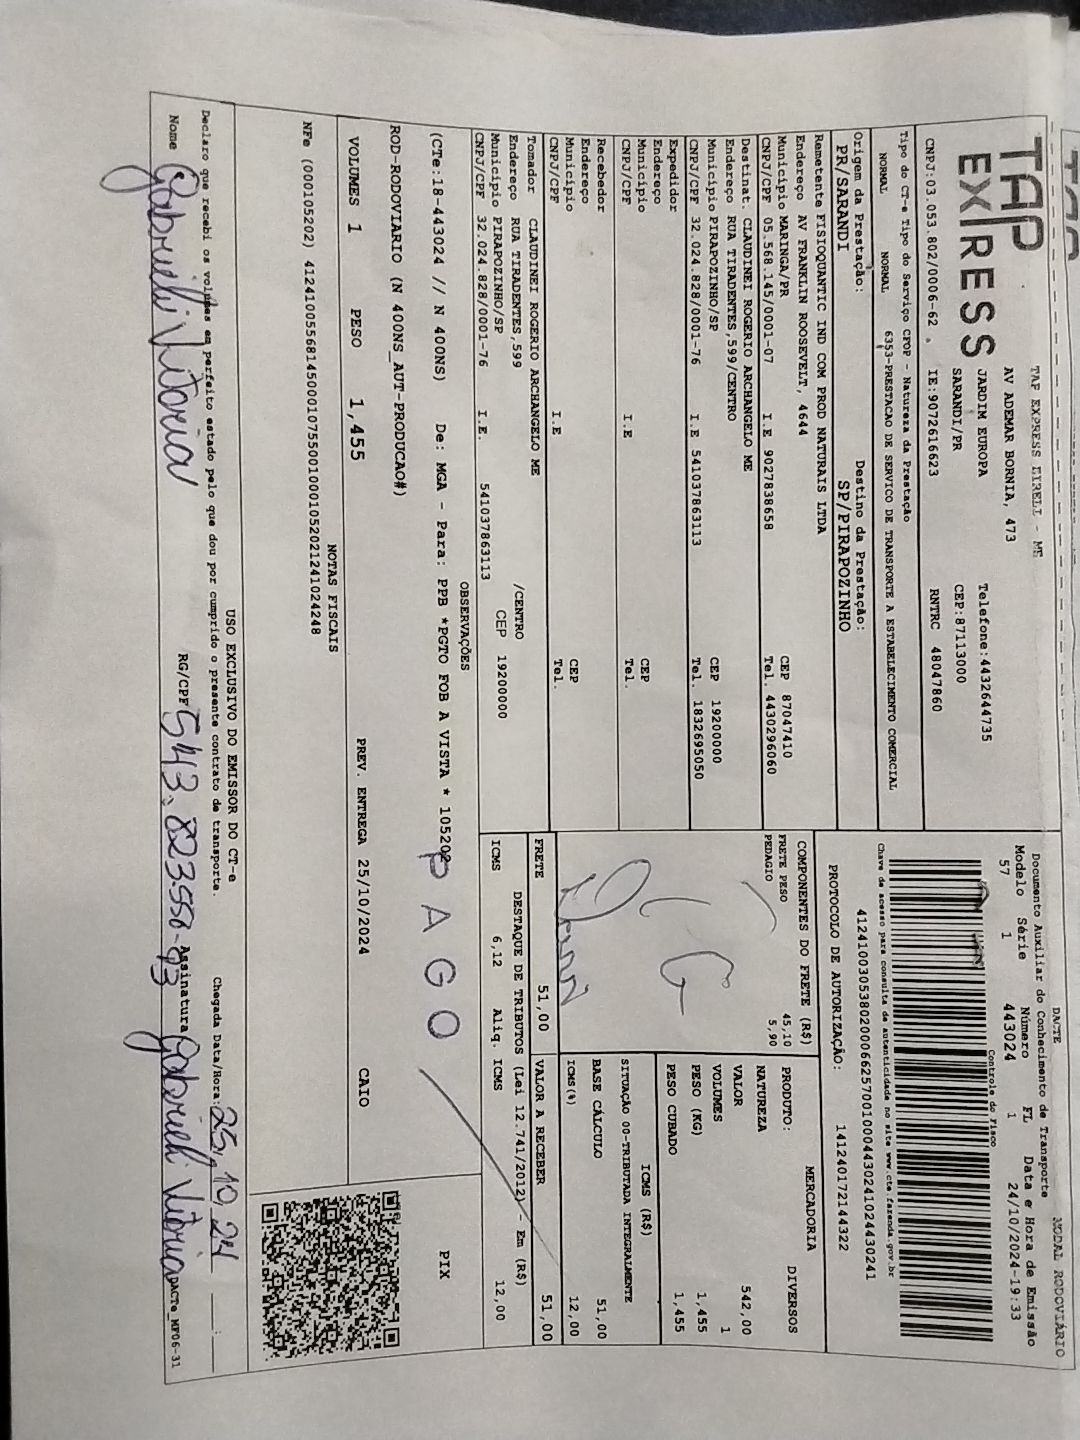 TAP EXPRESS EIRELI - ME
TAP
EXPRESS
AV ADEMAR BORNIA, 473
JARDIM EUROPA Telefone:4432644735
SARANDI/PR CEP:87113000
CNPJ:03.053.802/0006-62 IE:9072616623 RNTRC 48047860
Tipo do CT-e Tipo do Serviço CFOP - Natureza da Prestação
NORMAL NORMAL 6353-PRESTACAO DE SERVICO DE TRANSPORTE A ESTABELECIMENTO COMERCIAL
Origem da Prestação: Destino da Prestação:
PR/SARANDI SP/PIRAPOZINHO
Remetente FISIOQUANTIC IND COM PROD NATURAIS LTDA
Endereço AV FRANKLIN ROOSEVELT, 4644
Município MARINGA/PR CEP 87047410
CNPJ/CPF 05.568.145/0001-07 I.E 9027838658 Tel. 4430296060
Destinat. CLAUDINEI ROGERIO ARCHANGELO ME
Endereço RUA TIRADENTES,599/CENTRO
Município PIRAPOZINHO/SP CEP 19200000
CNPJ/CPF 32.024.828/0001-76 I.E 541037863113 Tel. 1832695050
Expedidor
Endereço
Município CEP
CNPJ/CPF I.E Tel.
Recebedor
Endereço
Município CEP
CNPJ/CPF I.E Tel.
Tomador CLAUDINEI ROGERIO ARCHANGELO ME
Endereço RUA TIRADENTES,599 /CENTRO
Município PIRAPOZINHO/SP CEP 19200000
CNPJ/CPF 32.024.828/0001-76 I.E. 541037863113
DACTE MODAL RODOVIÁRIO
Documento Auxiliar do Conhecimento de Transporte
Modelo Série Número FL Data e Hora de Emissão
57 1 443024 1 24/10/2024-19:33
Controle do Fisco
Chave de acesso para consulta de autenticidade no site www.cte.fazenda.gov.br
41241003053802000662570010004430241024430241
PROTOCOLO DE AUTORIZAÇÃO: 141240172144322
COMPONENTES DO FRETE (R$)
FRETE PESO 45,10
PEDAGIO 5,90
MERCADORIA
PRODUTO: DIVERSOS
NATUREZA
VALOR 542,00
VOLUMES 1
PESO (KG) 1,455
PESO CUBADO 1,455
ICMS (R$)
SITUAÇÃO 00-TRIBUTADA INTEGRALMENTE
BASE CÁLCULO 51,00
ICMS(%) 12,00
FRETE 51,00 VALOR A RECEBER 51,00
DESTAQUE DE TRIBUTOS (Lei 12.741/2012) - Em (R$)
ICMS 6,12 Aliq. ICMS 12,00
OBSERVAÇÕES
(CTe:18-443024 // N 400NS) De: MGA - Para: PPB *PGTO FOB A VISTA * 105202
PAGO
PIX
ROD-RODOVIARIO (N 400NS_AUT-PRODUCAO#)
VOLUMES 1 PESO 1,455 PREV. ENTREGA 25/10/2024 CAIO
NOTAS FISCAIS
NFe (000105202) 41241005568145000107550010001052021241024248
USO EXCLUSIVO DO EMISSOR DO CT-e
Declaro que recebi os volumes em perfeito estado pelo que dou por cumprido o presente contrato de transporte. Chegada Data/Hora: 25/10/24 __:__
Nome Gabrielli Vitoria RG/CPF 543.823558-83 Assinatura Gabrielli Vitoria DACTe_MF06-31